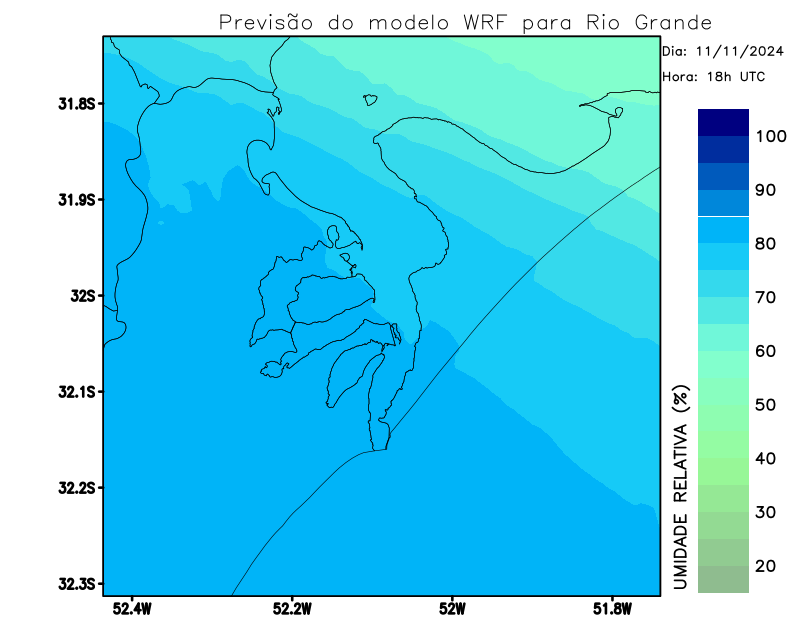 Previsão do modelo WRF para Rio Grande
Dia: 11/11/2024
Hora: 18h UTC
31.8S
31.9S
32S
32.1S
32.2S
32.3S
52.4W
52.2W
52W
51.8W
UMIDADE RELATIVA (%)
100
90
80
70
60
50
40
30
20